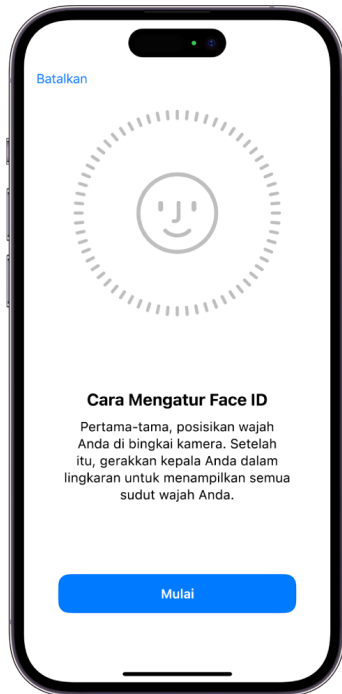 Batalkan
Cara Mengatur Face ID
Pertama-tama, posisikan wajah
Anda di bingkai kamera. Setelah
itu, gerakkan kepala Anda dalam
lingkaran untuk menampilkan semua
sudut wajah Anda.
Mulai